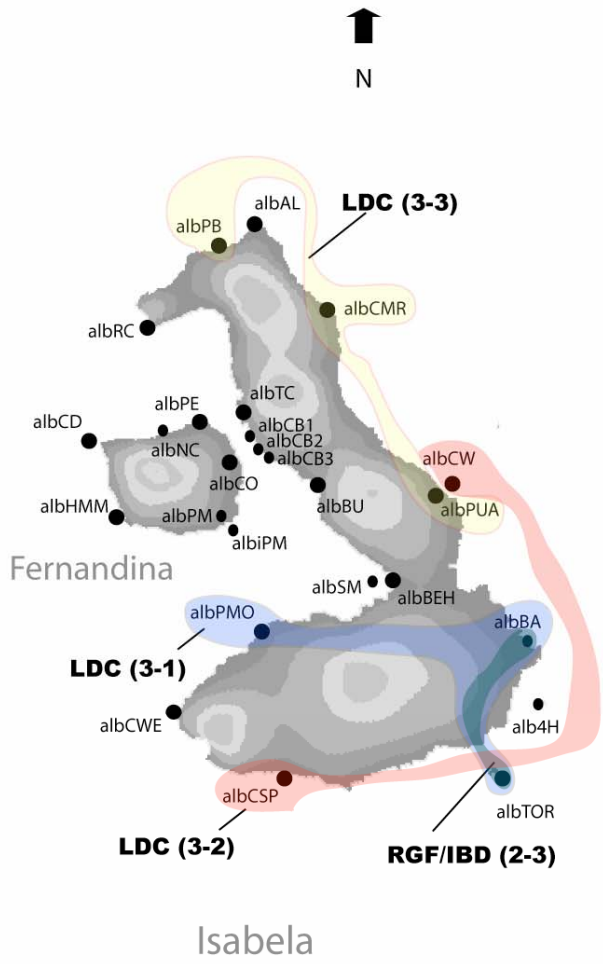 N
albAL
LDC (3-3)
albPB
albCMR
albRC
albTC
albPE
albCB1
albCD
albCB2
albNC
albCB3
albCW
albCO
albHMM
albPM
albBU
albPUA
albiPM
Fernandina
albSM
albBEH
albPMO
albBA
LDC (3-1)
albCWE
alb4H
albCSP
albTOR
LDC (3-2)
RGF/IBD (2-3)
Isabela